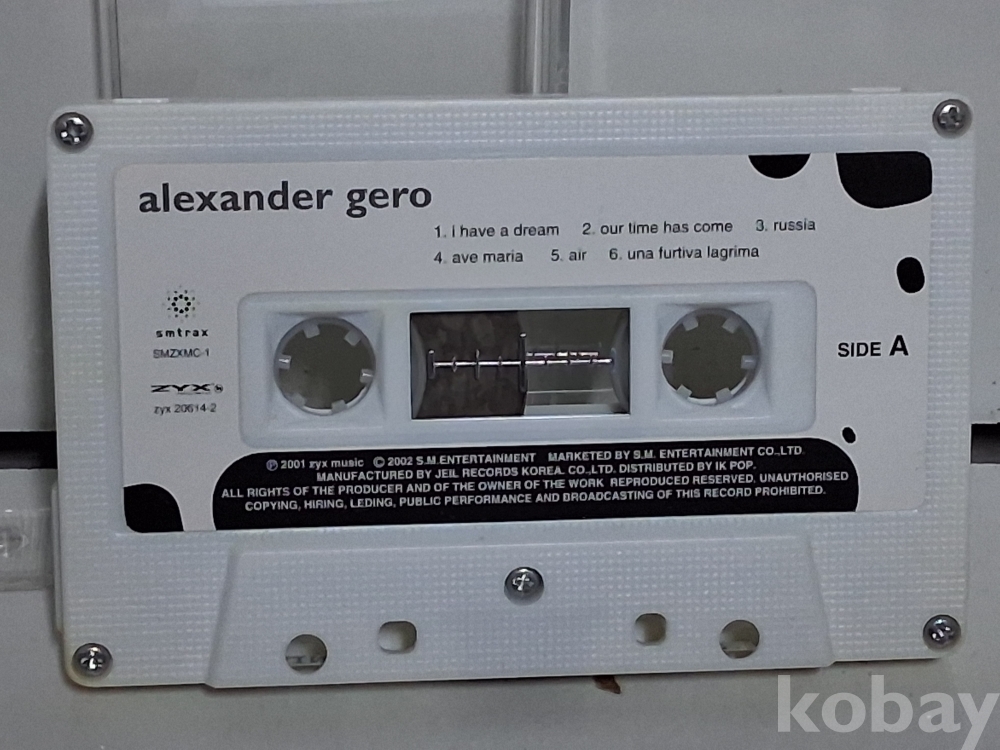 alexander gero
1. i have a dream 2. our time has come 3. russia
4. ave maria 5. air 6. una furtiva lagrima
smtrax
SMZXMC-1
ZYX
zyx 20614-2
SIDE A
℗ 2001 zyx music © 2002 S.M.ENTERTAINMENT MARKETED BY S.M. ENTERTAINMENT CO.,LTD.
MANUFACTURED BY JEIL RECORDS KOREA. CO.,LTD. DISTRIBUTED BY IK POP.
ALL RIGHTS OF THE PRODUCER AND OF THE OWNER OF THE WORK REPRODUCED RESERVED. UNAUTHORISED
COPYING, HIRING, LEDING, PUBLIC PERFORMANCE AND BROADCASTING OF THIS RECORD PROHIBITED.
kobay